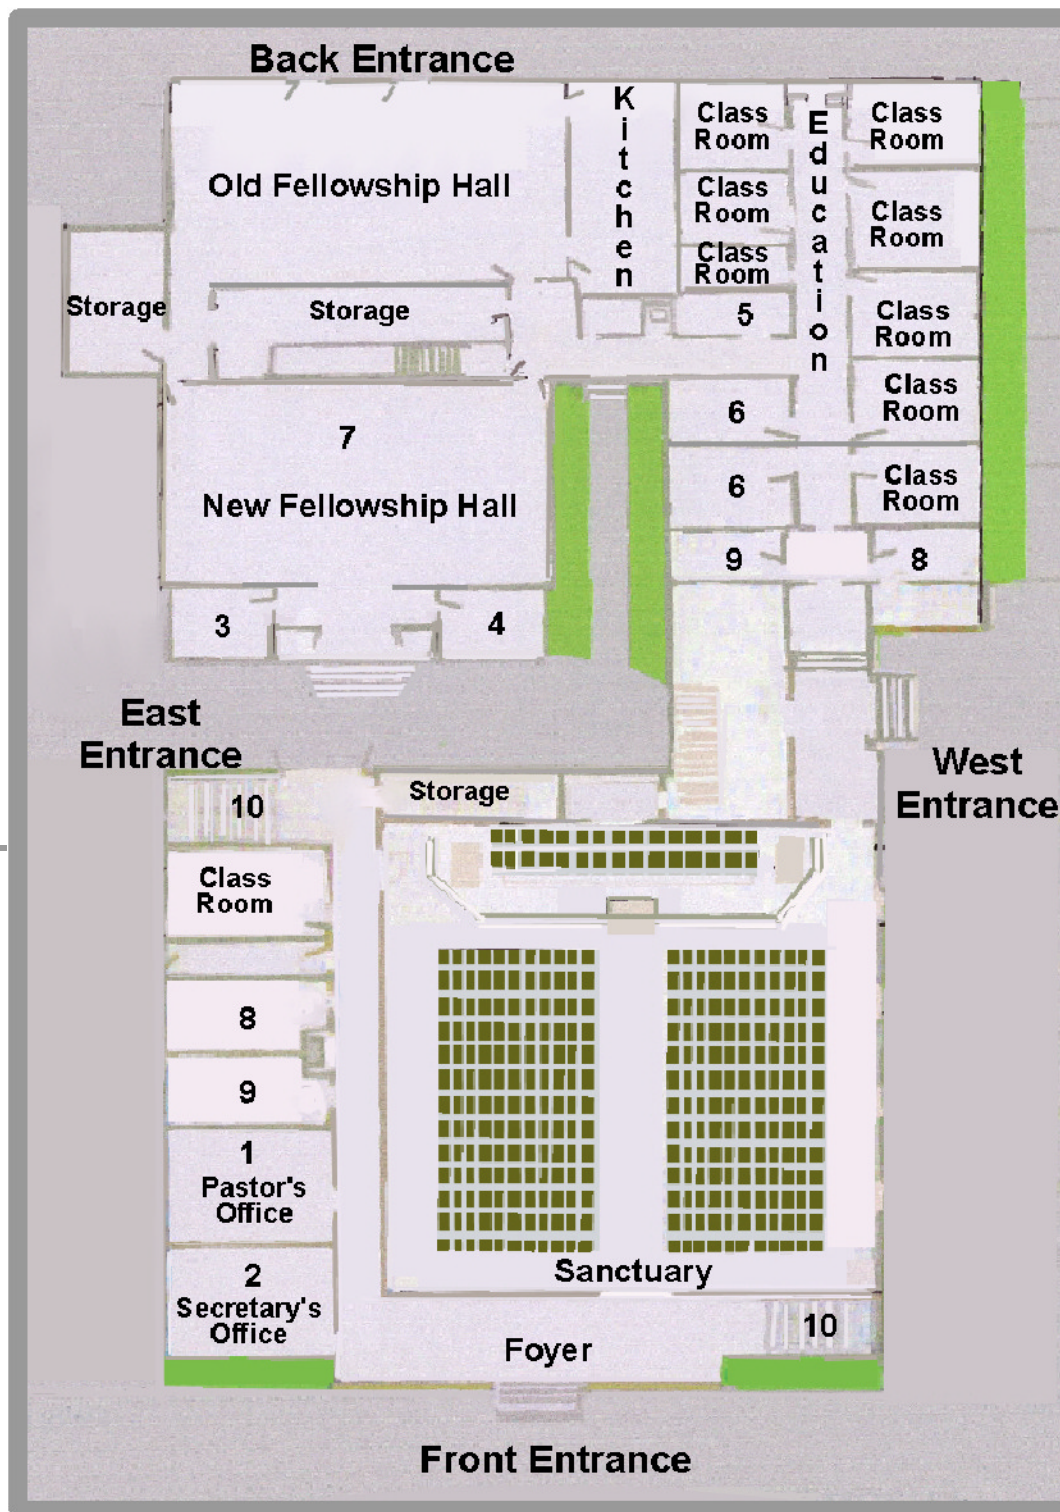 Back Entrance
Kitchen
Class
Room
Education
Class
Room
Old Fellowship Hall
Class
Room
Class
Room
Class
Room
Storage
Storage
5
Class
Room
6
Class
Room
7
New Fellowship Hall
6
Class
Room
9
8
3
4
East
Entrance
West
Entrance
Storage
10
Class
Room
8
9
1
Pastor's
Office
Sanctuary
2
Secretary's
Office
10
Foyer
Front Entrance